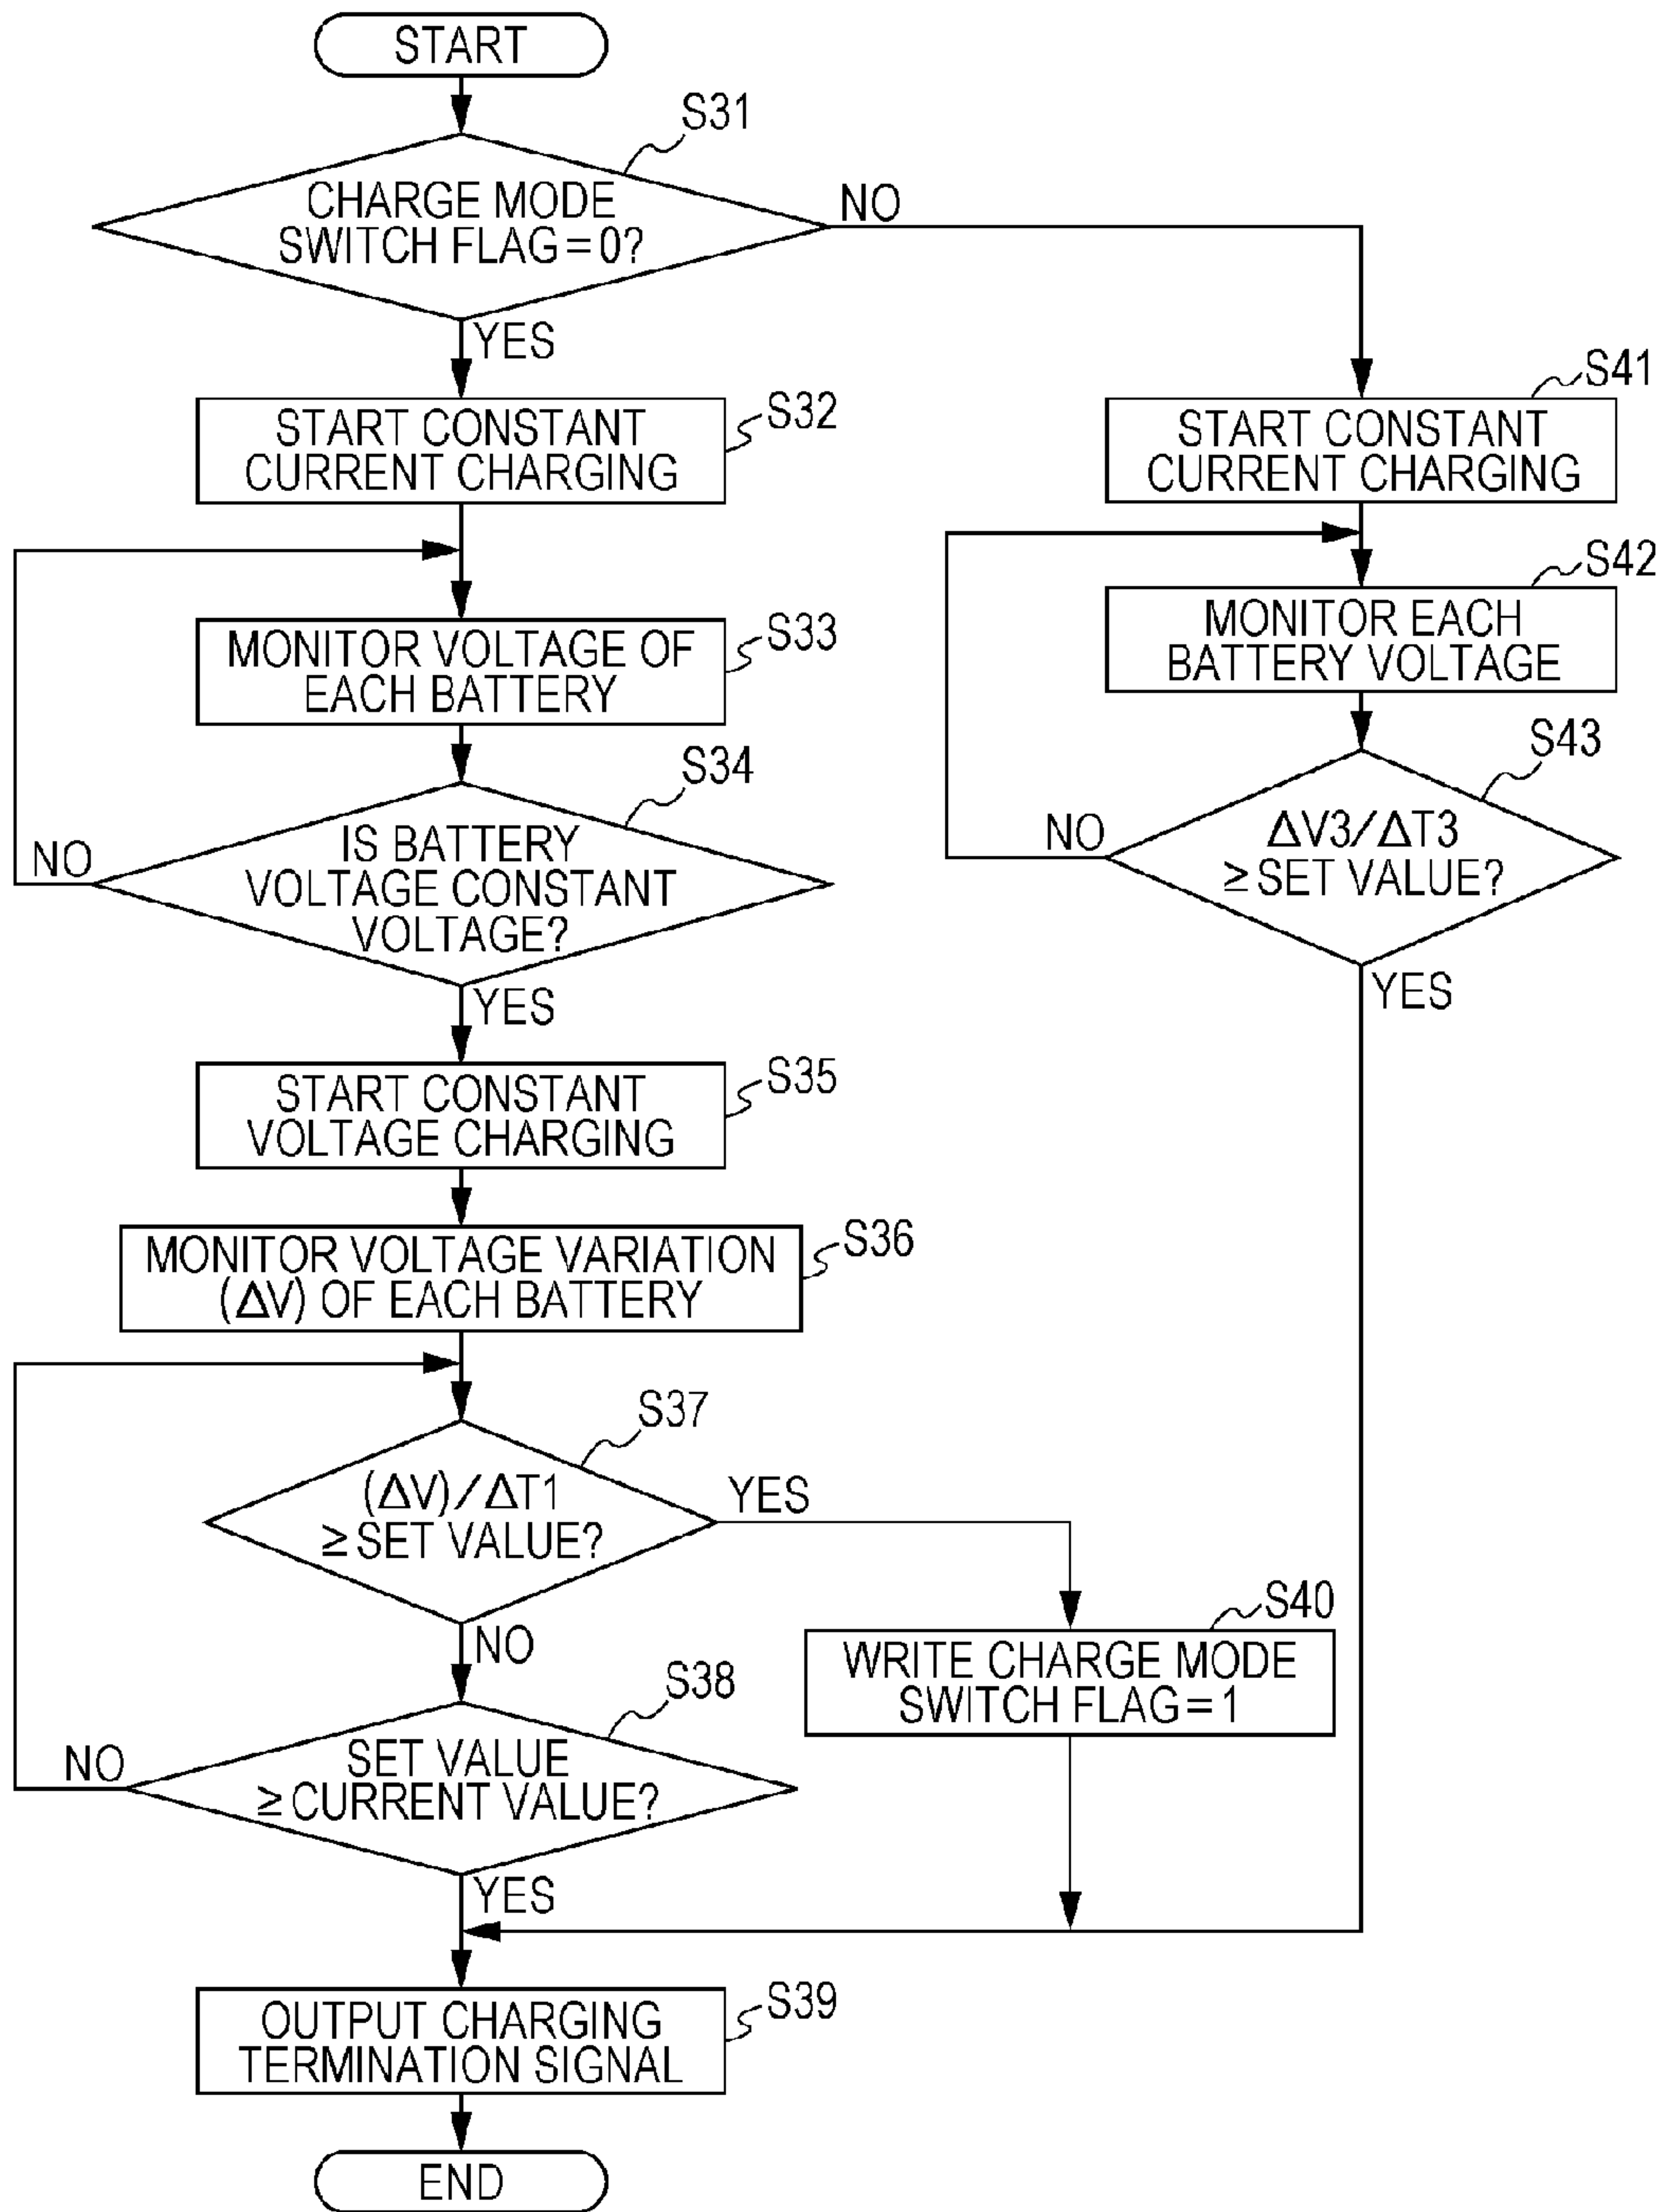 START
S31
CHARGE MODE
SWITCH FLAG=0?
NO
YES
S32
START CONSTANT
CURRENT CHARGING
S33
MONITOR VOLTAGE OF
EACH BATTERY
S34
IS BATTERY
VOLTAGE CONSTANT
VOLTAGE?
NO
YES
S35
START CONSTANT
VOLTAGE CHARGING
S36
MONITOR VOLTAGE VARIATION
(ΔV) OF EACH BATTERY
S37
(ΔV)/ΔT1
≥SET VALUE?
YES
NO
S38
SET VALUE
≥CURRENT VALUE?
NO
YES
S40
WRITE CHARGE MODE
SWITCH FLAG=1
S41
START CONSTANT
CURRENT CHARGING
S42
MONITOR EACH
BATTERY VOLTAGE
S43
ΔV3/ΔT3
≥SET VALUE?
NO
YES
S39
OUTPUT CHARGING
TERMINATION SIGNAL
END